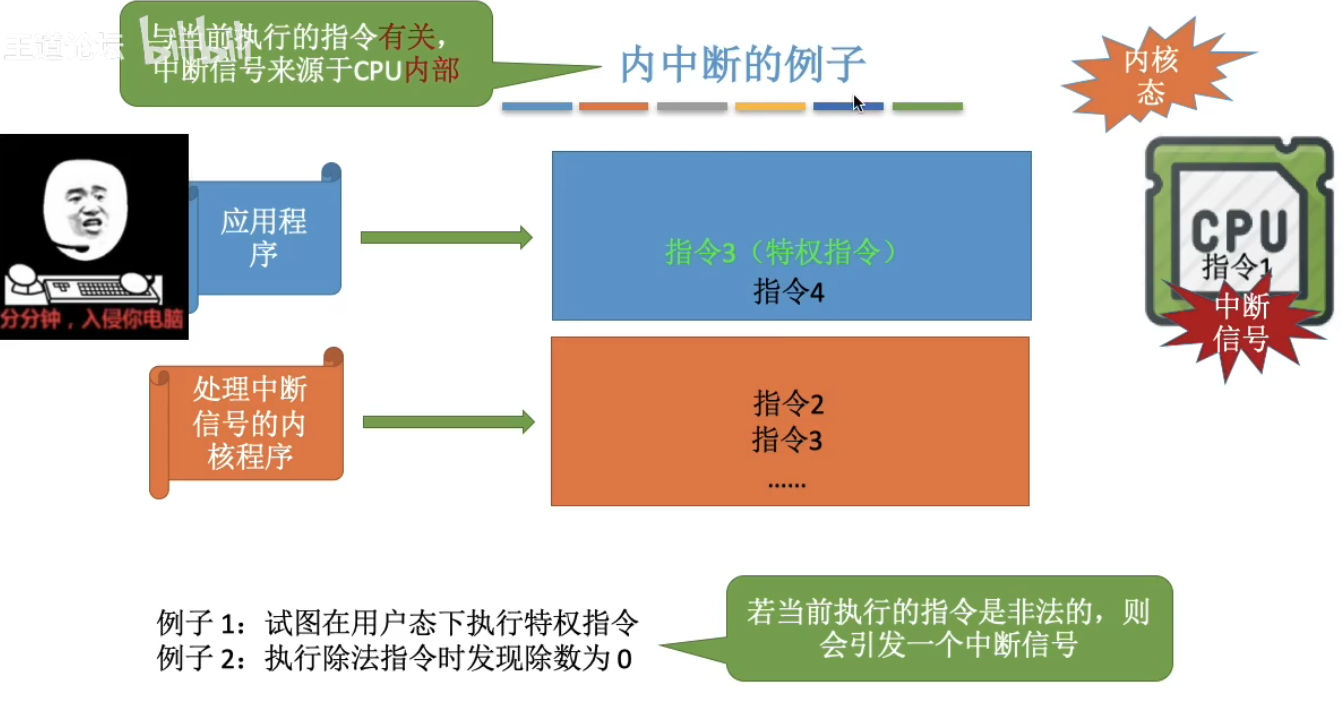 王道论坛
bilibili
与当前执行的指令有关，
中断信号来源于CPU内部
内中断的例子
内核
态
应用程
序
分分钟，入侵你电脑
指令3（特权指令）
指令4
CPU
指令1
中断
信号
处理中断
信号的内
核程序
指令2
指令3
......
例子 1：试图在用户态下执行特权指令
例子 2：执行除法指令时发现除数为 0
若当前执行的指令是非法的，则
会引发一个中断信号